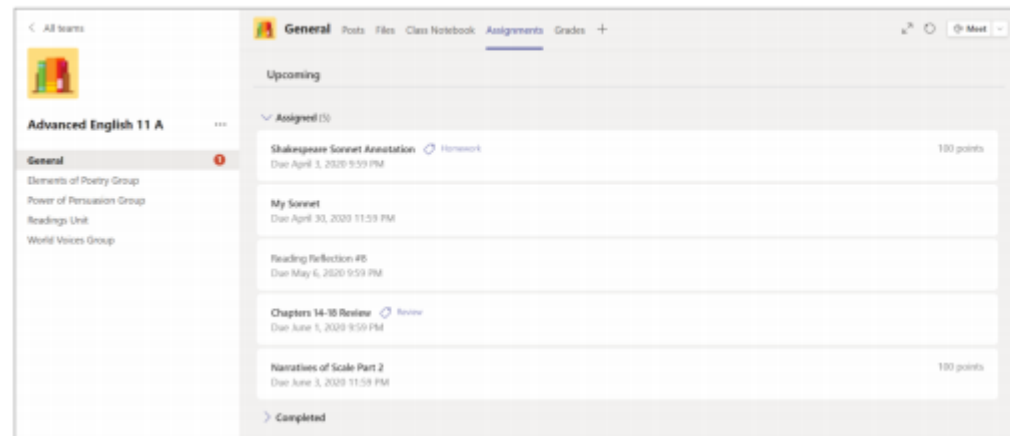 All teams
Advanced English 11 A ...
General 1
Elements of Poetry Group
Power of Persuasion Group
Readings Unit
World Voices Group
General Posts Files Class Notebook Assignments Grades +
Meet
Upcoming
Assigned (5)
Shakespeare Sonnet Annotation Homework 100 points
Due April 3, 2020 9:59 PM
My Sonnet
Due April 30, 2020 11:59 PM
Reading Reflection #6
Due May 6, 2020 9:59 PM
Chapters 14-18 Review Review
Due June 1, 2020 9:59 PM
Narratives of Scale Part 2 100 points
Due June 3, 2020 11:59 PM
Completed